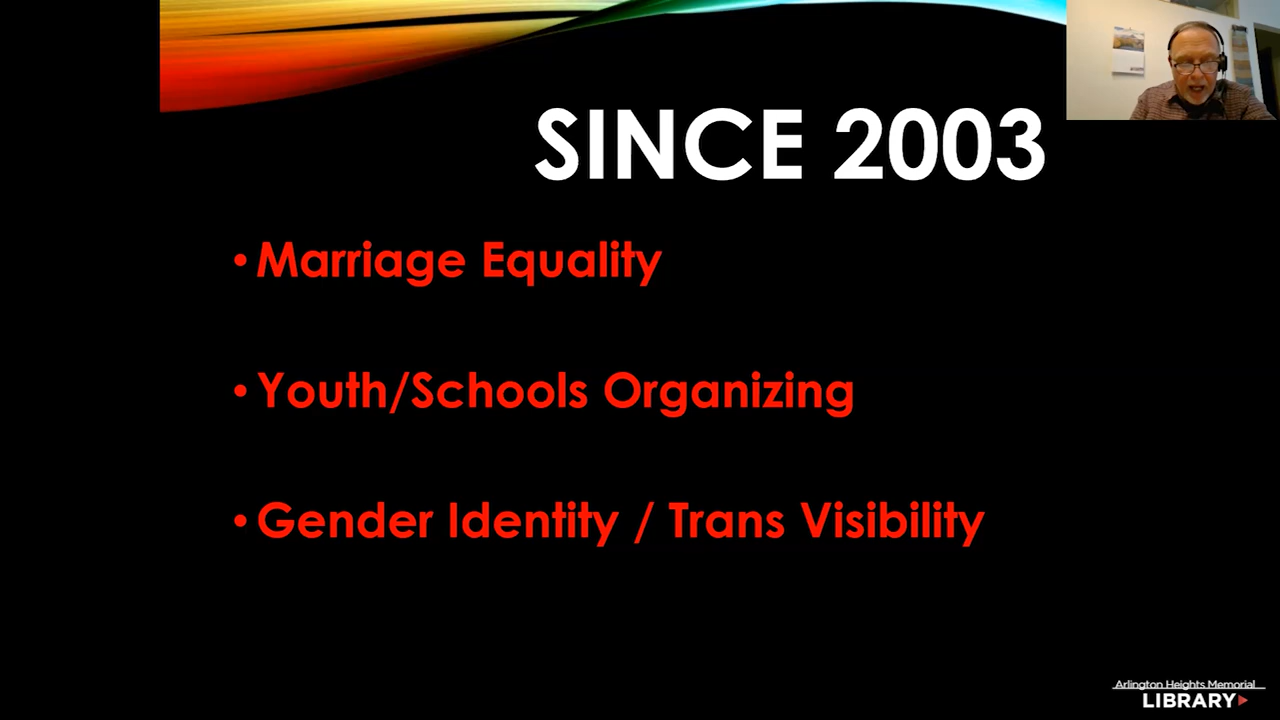 SINCE 2003
• Marriage Equality
• Youth/Schools Organizing
• Gender Identity / Trans Visibility
Arlington Heights Memorial
LIBRARY